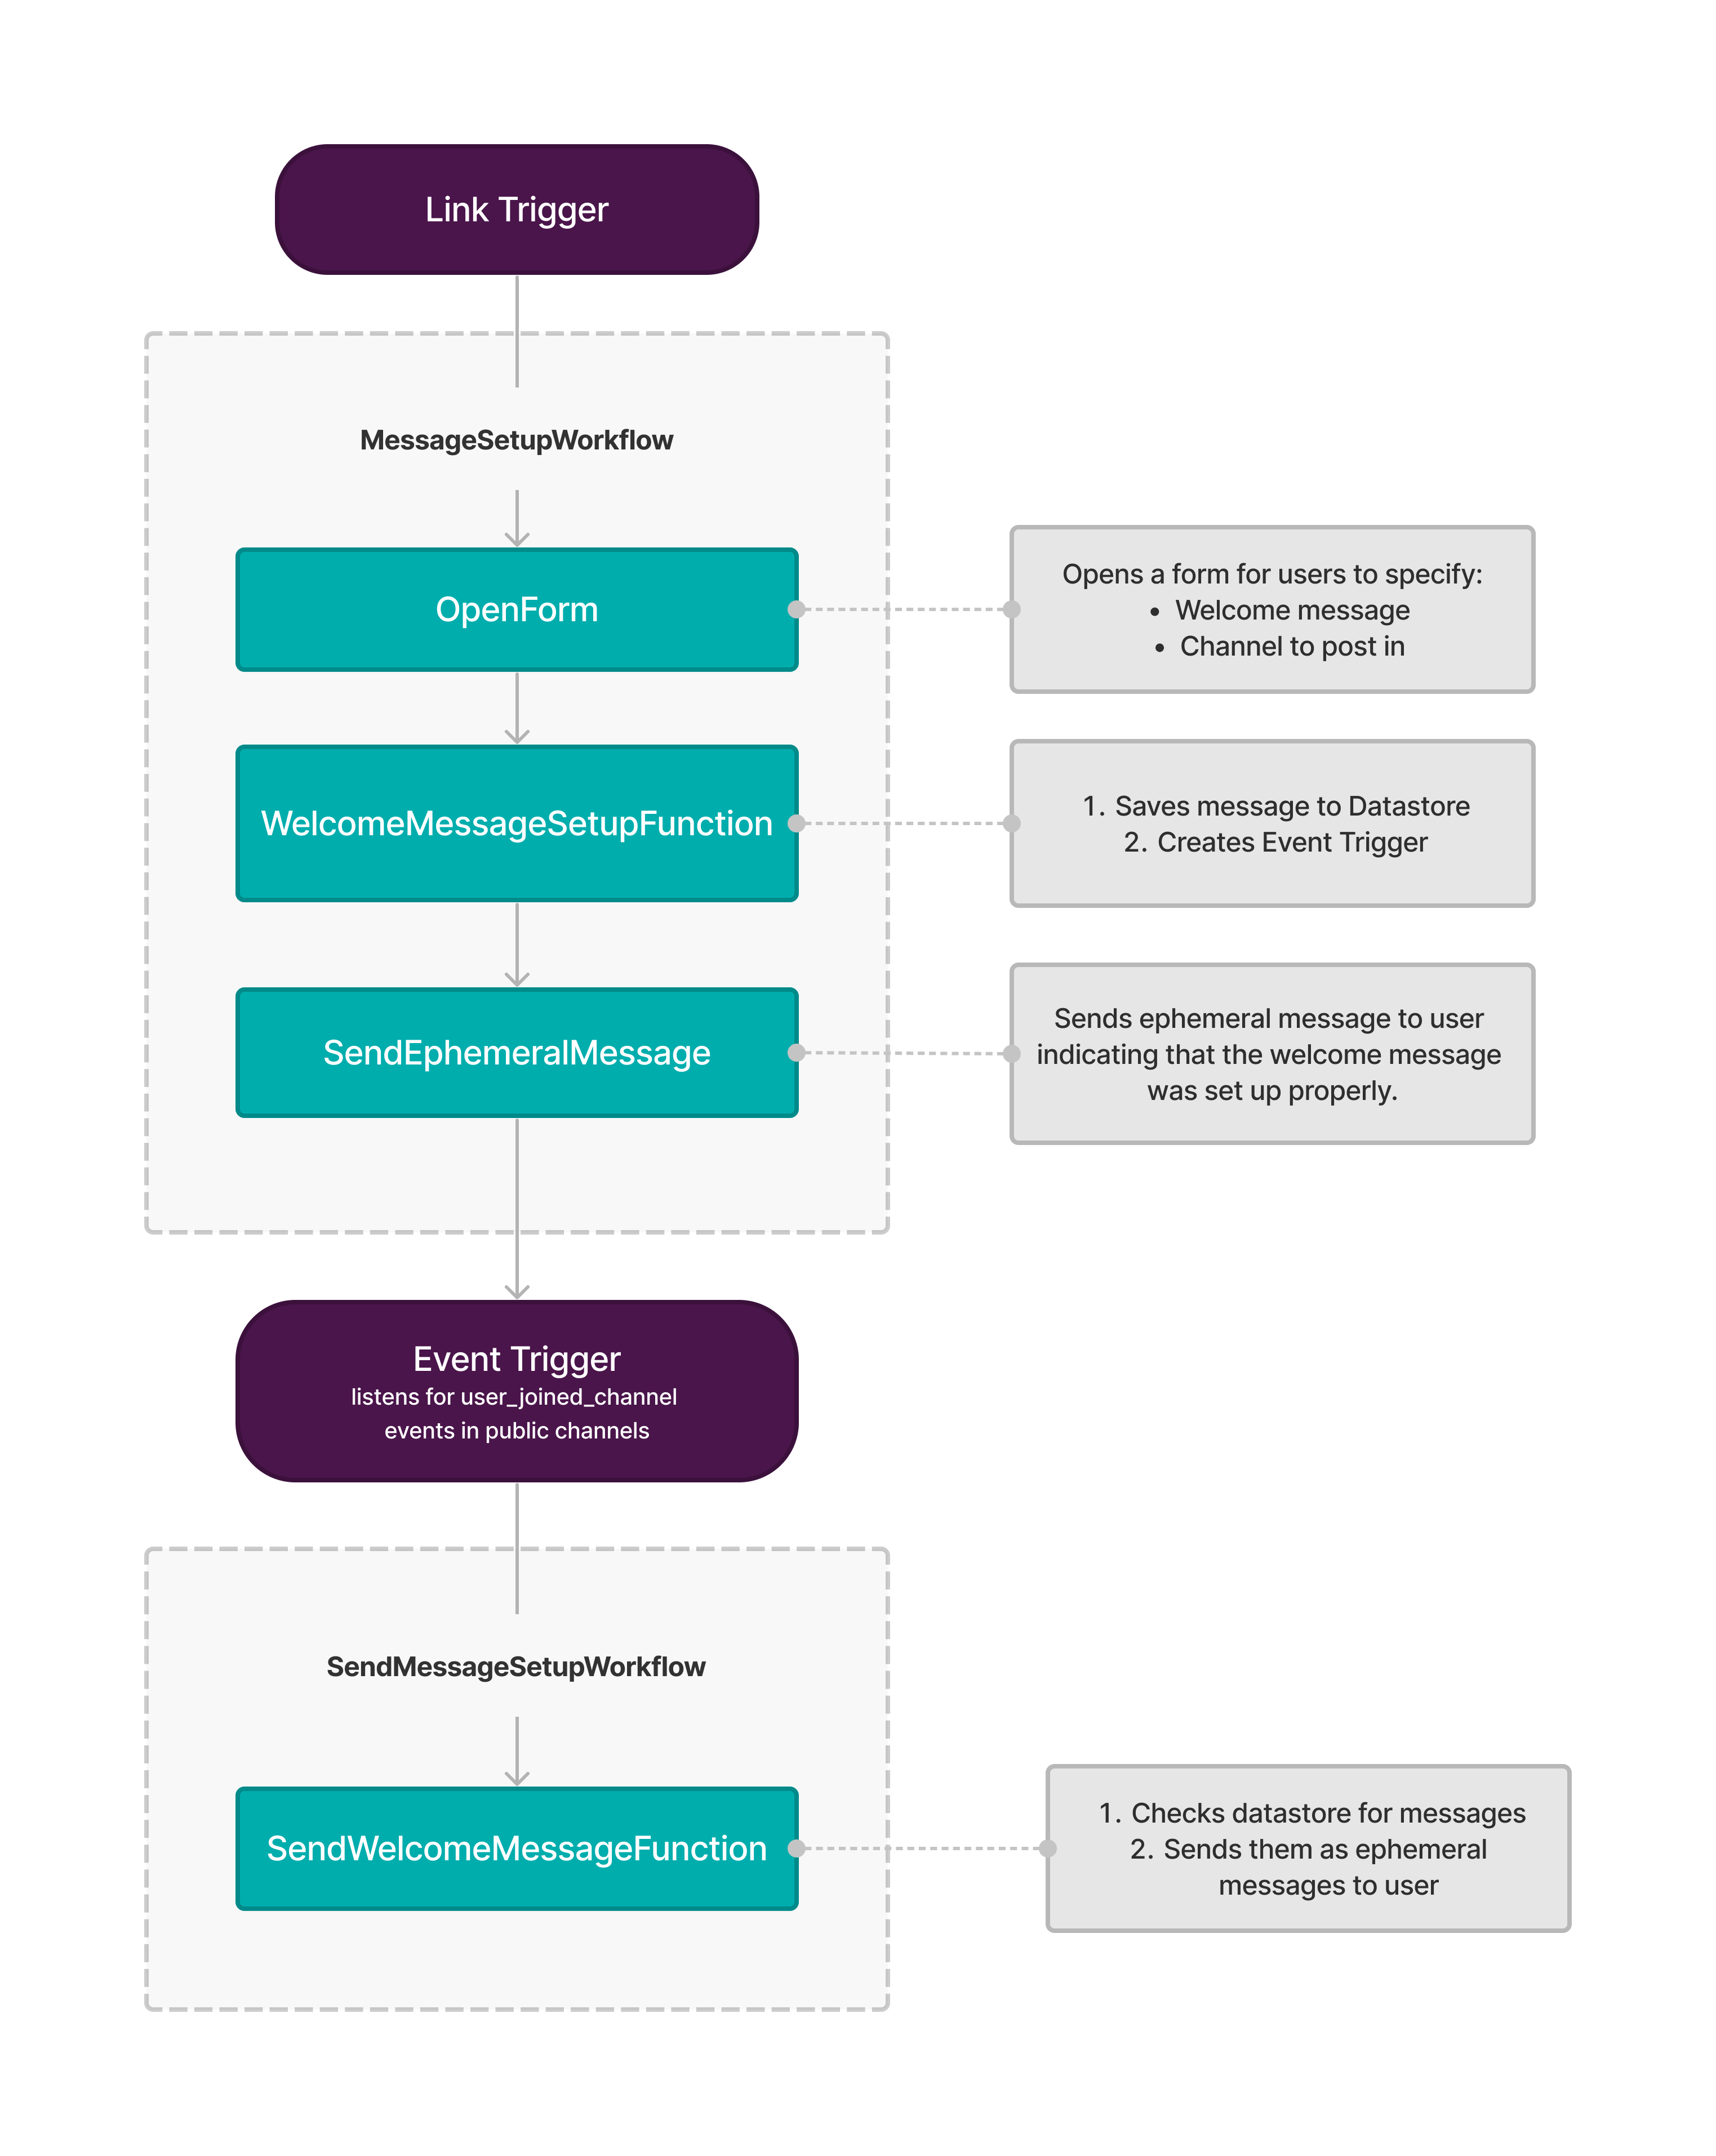 Link Trigger
MessageSetupWorkflow
OpenForm
Opens a form for users to specify:
• Welcome message
• Channel to post in
WelcomeMessageSetupFunction
1. Saves message to Datastore
2. Creates Event Trigger
SendEphemeralMessage
Sends ephemeral message to user
indicating that the welcome message
was set up properly.
Event Trigger
listens for user_joined_channel
events in public channels
SendMessageSetupWorkflow
SendWelcomeMessageFunction
1. Checks datastore for messages
2. Sends them as ephemeral
messages to user